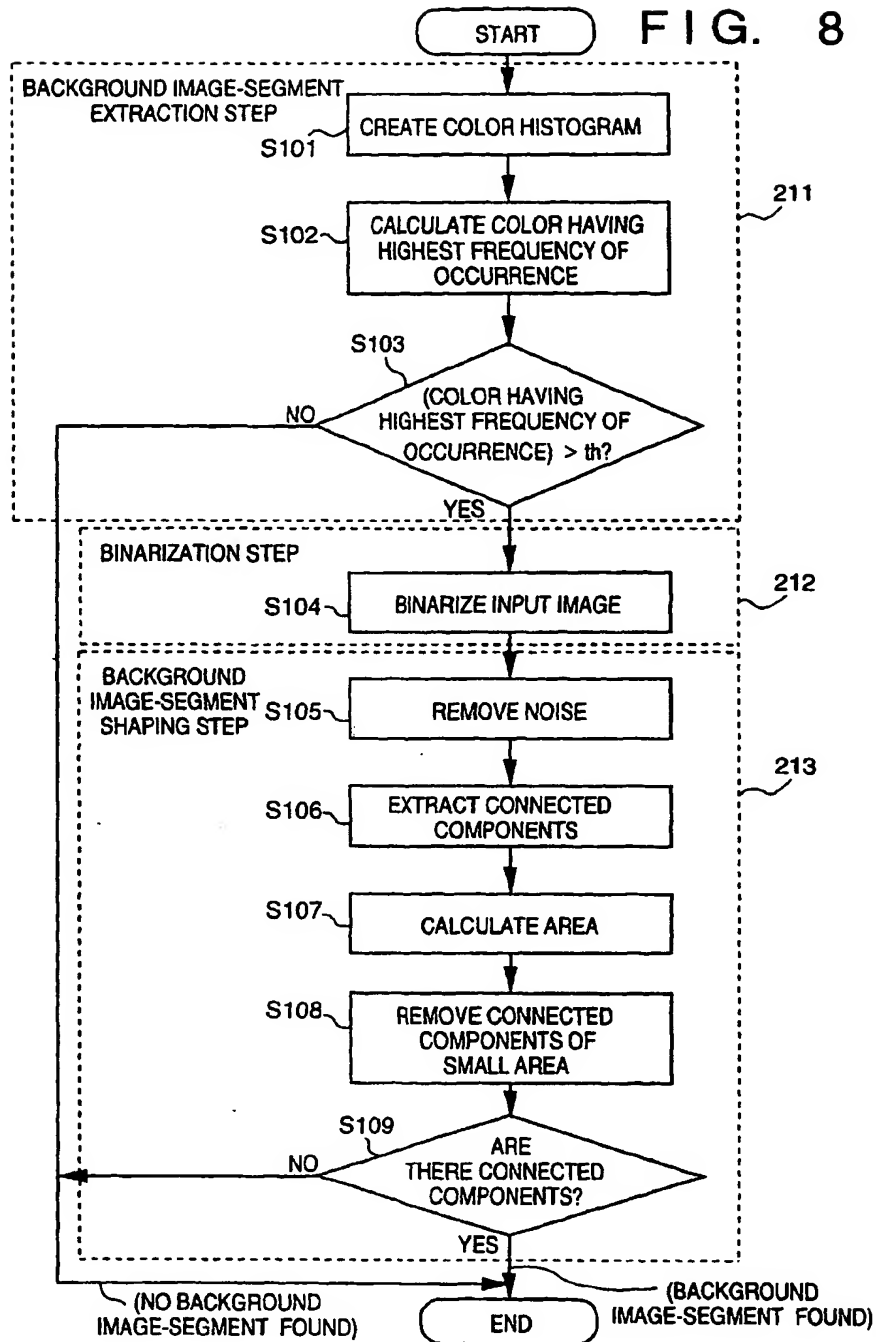 FIG. 8
START
BACKGROUND IMAGE-SEGMENT
EXTRACTION STEP
S101
CREATE COLOR HISTOGRAM
211
S102
CALCULATE COLOR HAVING
HIGHEST FREQUENCY OF
OCCURRENCE
S103
(COLOR HAVING
HIGHEST FREQUENCY OF
OCCURRENCE) > th?
NO
YES
BINARIZATION STEP
212
S104
BINARIZE INPUT IMAGE
BACKGROUND
IMAGE-SEGMENT
SHAPING STEP
S105
REMOVE NOISE
213
S106
EXTRACT CONNECTED
COMPONENTS
S107
CALCULATE AREA
S108
REMOVE CONNECTED
COMPONENTS OF
SMALL AREA
S109
ARE
THERE CONNECTED
COMPONENTS?
NO
YES
(NO BACKGROUND
IMAGE-SEGMENT FOUND)
(BACKGROUND
IMAGE-SEGMENT FOUND)
END